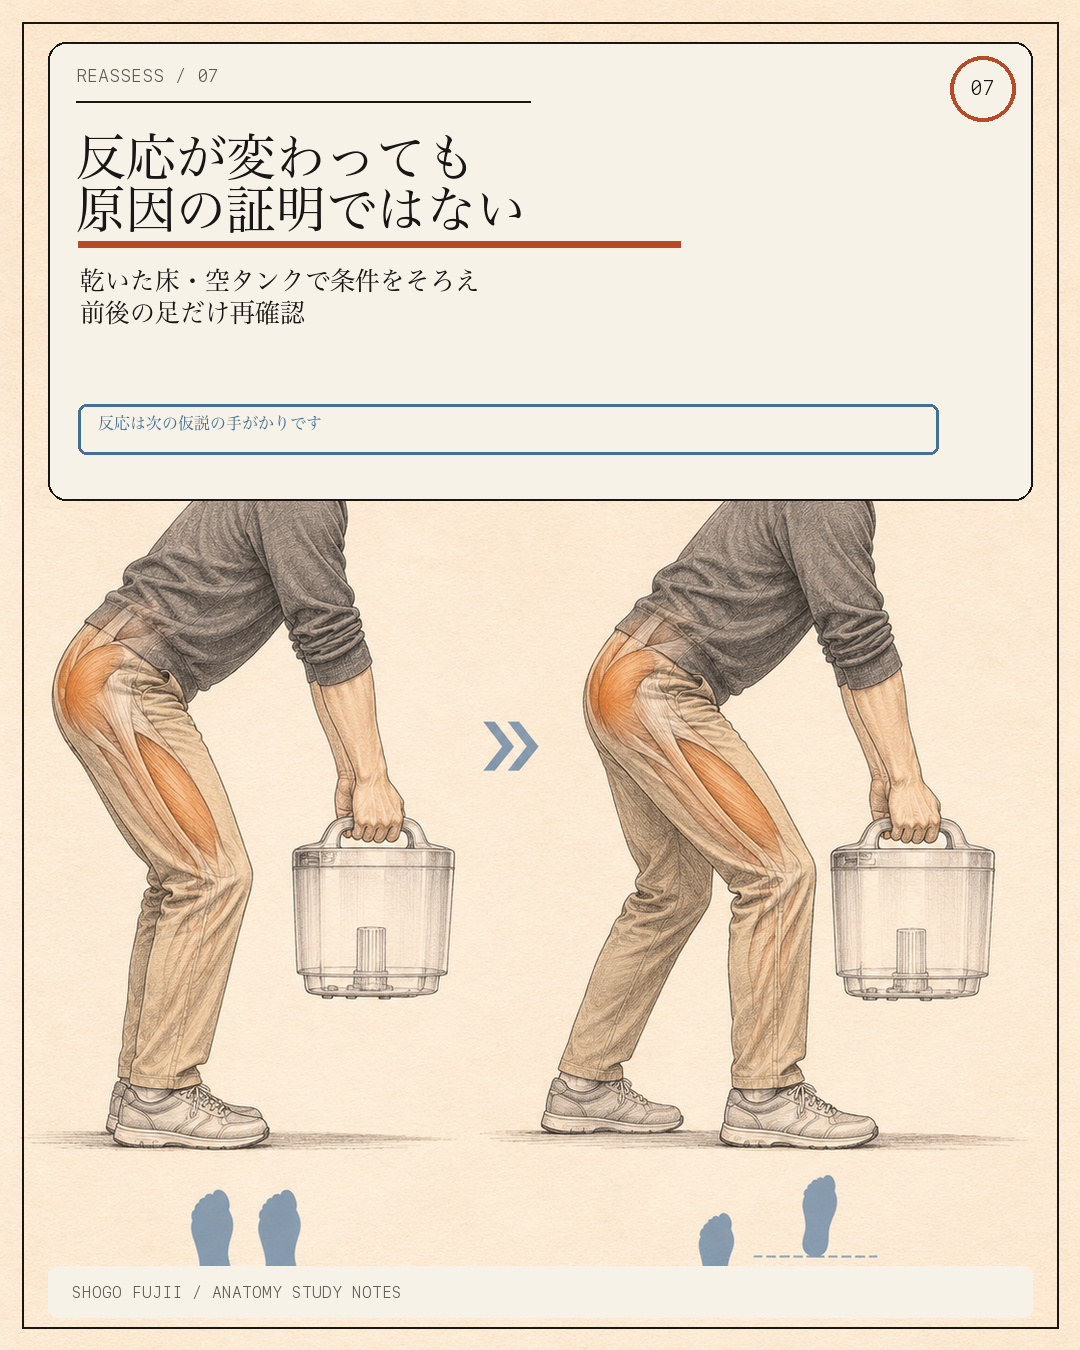 REASSESS / 07
07
反応が変わっても
原因の証明ではない
乾いた床・空タンクで条件をそろえ
前後の足だけ再確認
反応は次の仮説の手がかりです
SHOGO FUJII / ANATOMY STUDY NOTES